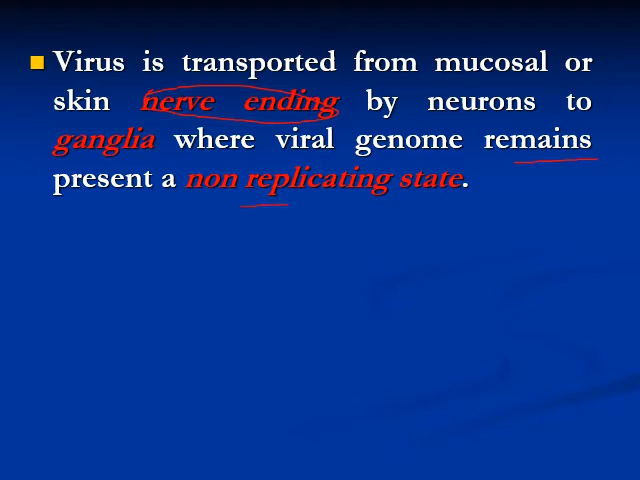 Virus is transported from mucosal or
skin nerve ending by neurons to
ganglia where viral genome remains
present a non replicating state.